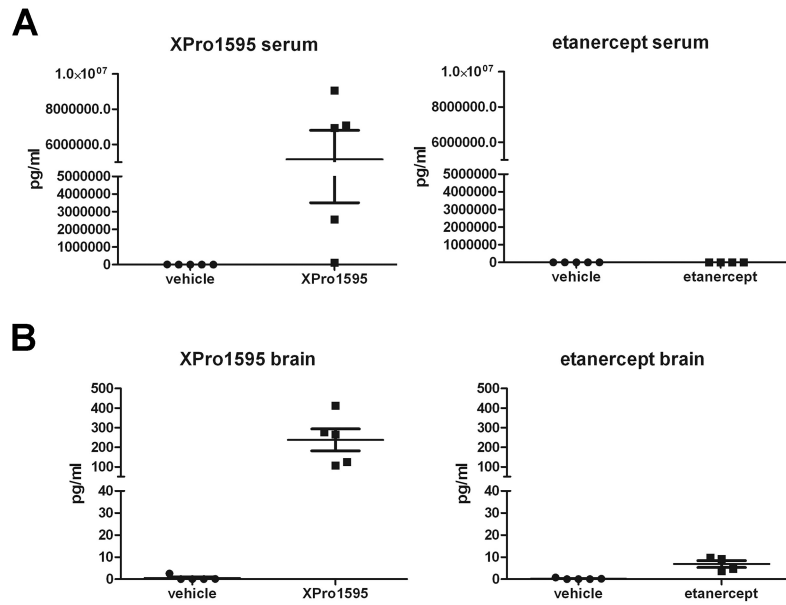 A
XPro1595 serum
etanercept serum
pg/ml
1.0×10⁰⁷
8000000.0
6000000.0
5000000
4000000
3000000
2000000
1000000
0
vehicle
XPro1595
pg/ml
1.0×10⁰⁷
8000000.0
6000000.0
5000000
4000000
3000000
2000000
1000000
0
vehicle
etanercept
B
XPro1595 brain
etanercept brain
pg/ml
500
400
300
200
100
40
30
20
10
0
vehicle
XPro1595
pg/ml
500
400
300
200
100
40
30
20
10
0
vehicle
etanercept